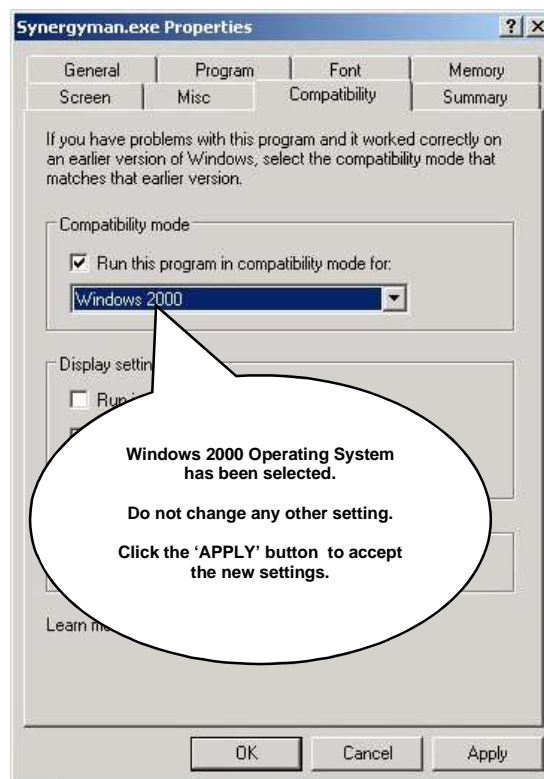 Synergyman.exe Properties
General Program Font Memory
Screen Misc Compatibility Summary
If you have problems with this program and it worked correctly on
an earlier version of Windows, select the compatibility mode that
matches that earlier version.
Compatibility mode
Run this program in compatibility mode for:
Windows 2000
Display settin
Run
Windows 2000 Operating System
has been selected.
Do not change any other setting.
Click the ‘APPLY’ button to accept
the new settings.
Learn
OK Cancel Apply